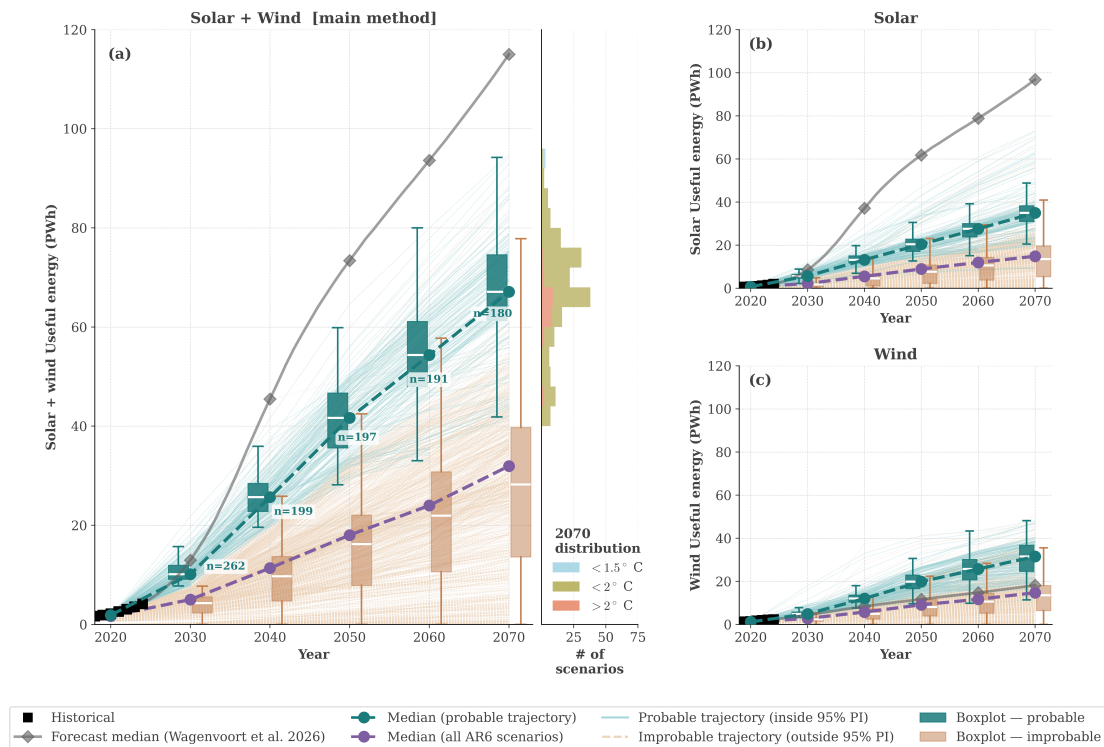 Solar + Wind [main method]
(a)
Solar + wind Useful energy (PWh)
120
100
80
60
40
20
0
n=262
n=199
n=197
n=191
n=180
2020
2030
2040
2050
2060
2070
Year
2070
distribution
< 1.5° C
< 2° C
> 2° C
25
50
75
# of
scenarios
Solar
(b)
Solar Useful energy (PWh)
120
100
80
60
40
20
0
2020
2030
2040
2050
2060
2070
Year
Wind
(c)
Wind Useful energy (PWh)
120
100
80
60
40
20
0
2020
2030
2040
2050
2060
2070
Year
Historical
Forecast median (Wagenvoort et al. 2026)
Median (probable trajectory)
Median (all AR6 scenarios)
Probable trajectory (inside 95% PI)
Improbable trajectory (outside 95% PI)
Boxplot — probable
Boxplot — improbable